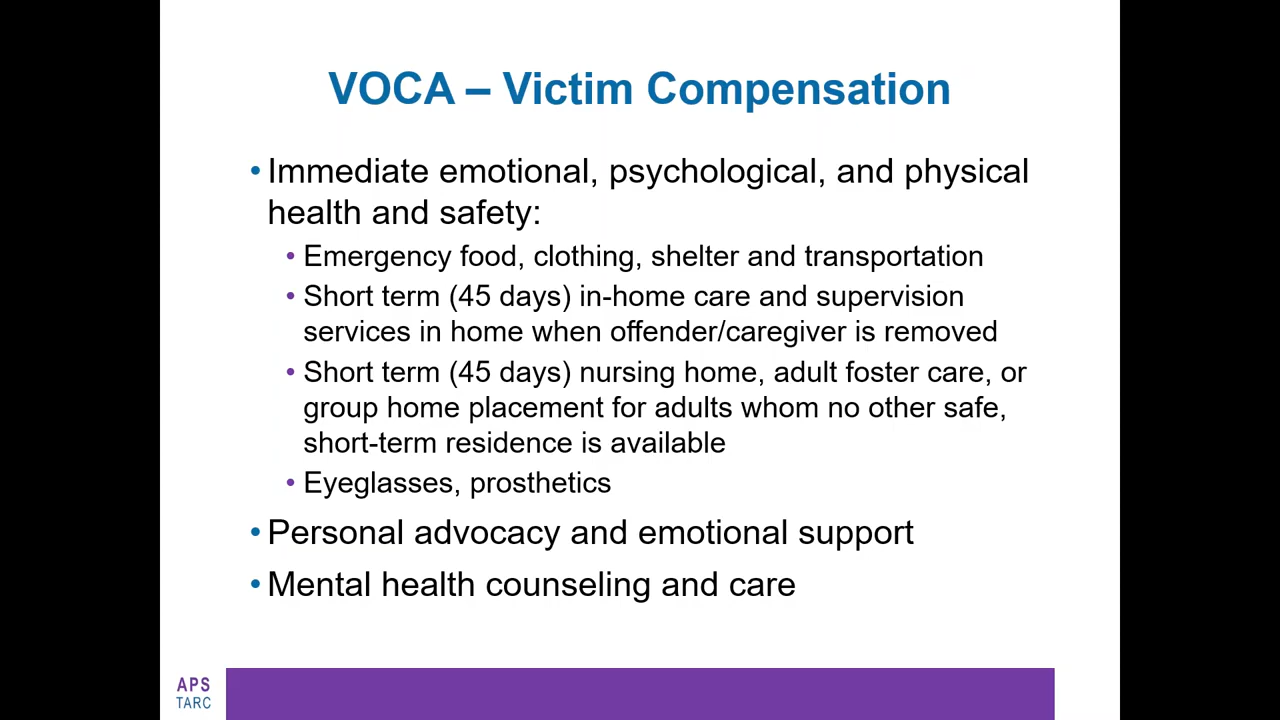 VOCA – Victim Compensation
• Immediate emotional, psychological, and physical
health and safety:
• Emergency food, clothing, shelter and transportation
• Short term (45 days) in-home care and supervision
services in home when offender/caregiver is removed
• Short term (45 days) nursing home, adult foster care, or
group home placement for adults whom no other safe,
short-term residence is available
• Eyeglasses, prosthetics
• Personal advocacy and emotional support
• Mental health counseling and care
APS
TARC